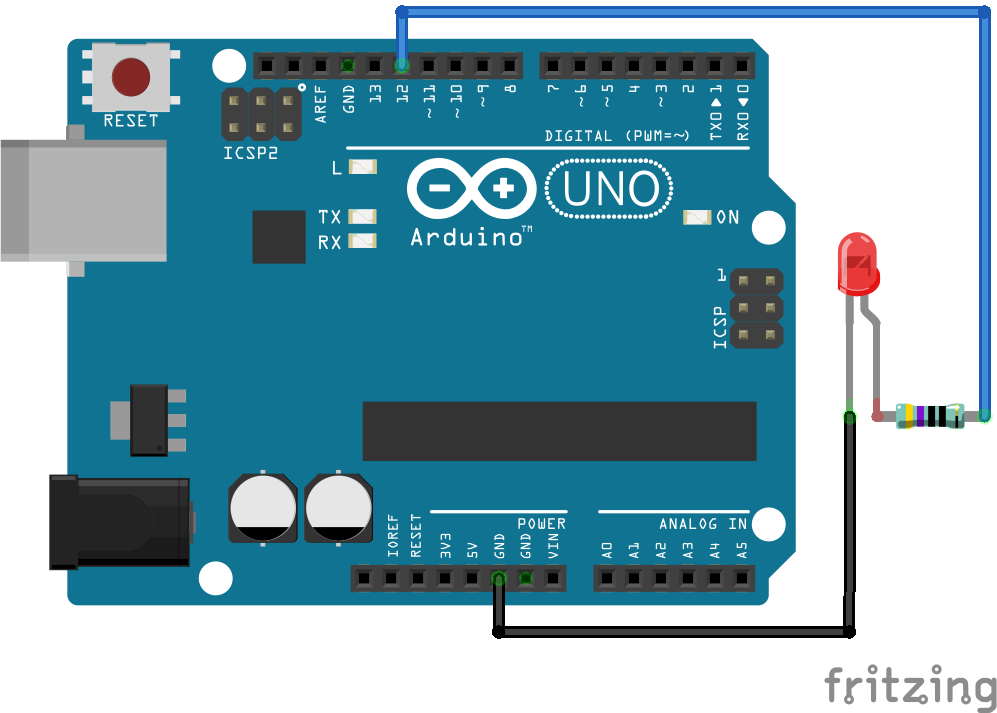 RESET
ICSP2
AREF
GND
13
12
~11
~10
~9
8
7
~6
~5
4
~3
2
TX0▶1
RX0◀0
DIGITAL (PWM=~)
L
TX
RX
Arduino™
UNO
ON
1
ICSP
POWER
ANALOG IN
IOREF
RESET
3V3
5V
GND
GND
VIN
A0
A1
A2
A3
A4
A5
fritzing